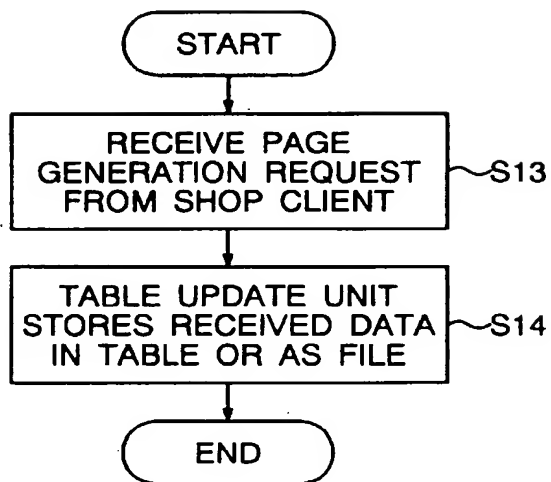 START
RECEIVE PAGE
GENERATION REQUEST
FROM SHOP CLIENT
S13
TABLE UPDATE UNIT
STORES RECEIVED DATA
IN TABLE OR AS FILE
S14
END